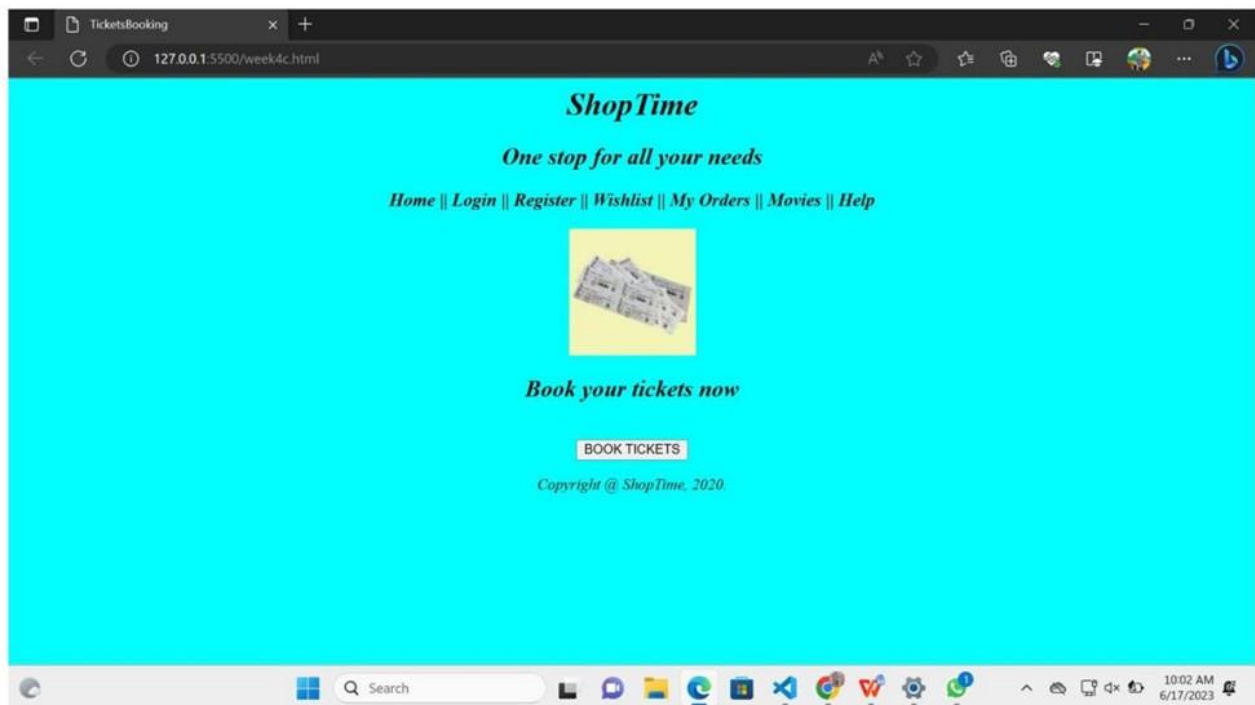 TicketsBooking
127.0.0.1:5500/week4c.html
ShopTime
One stop for all your needs
Home || Login || Register || Wishlist || My Orders || Movies || Help
Book your tickets now
BOOK TICKETS
Copyright @ ShopTime, 2020.
Search
10:02 AM
6/17/2023